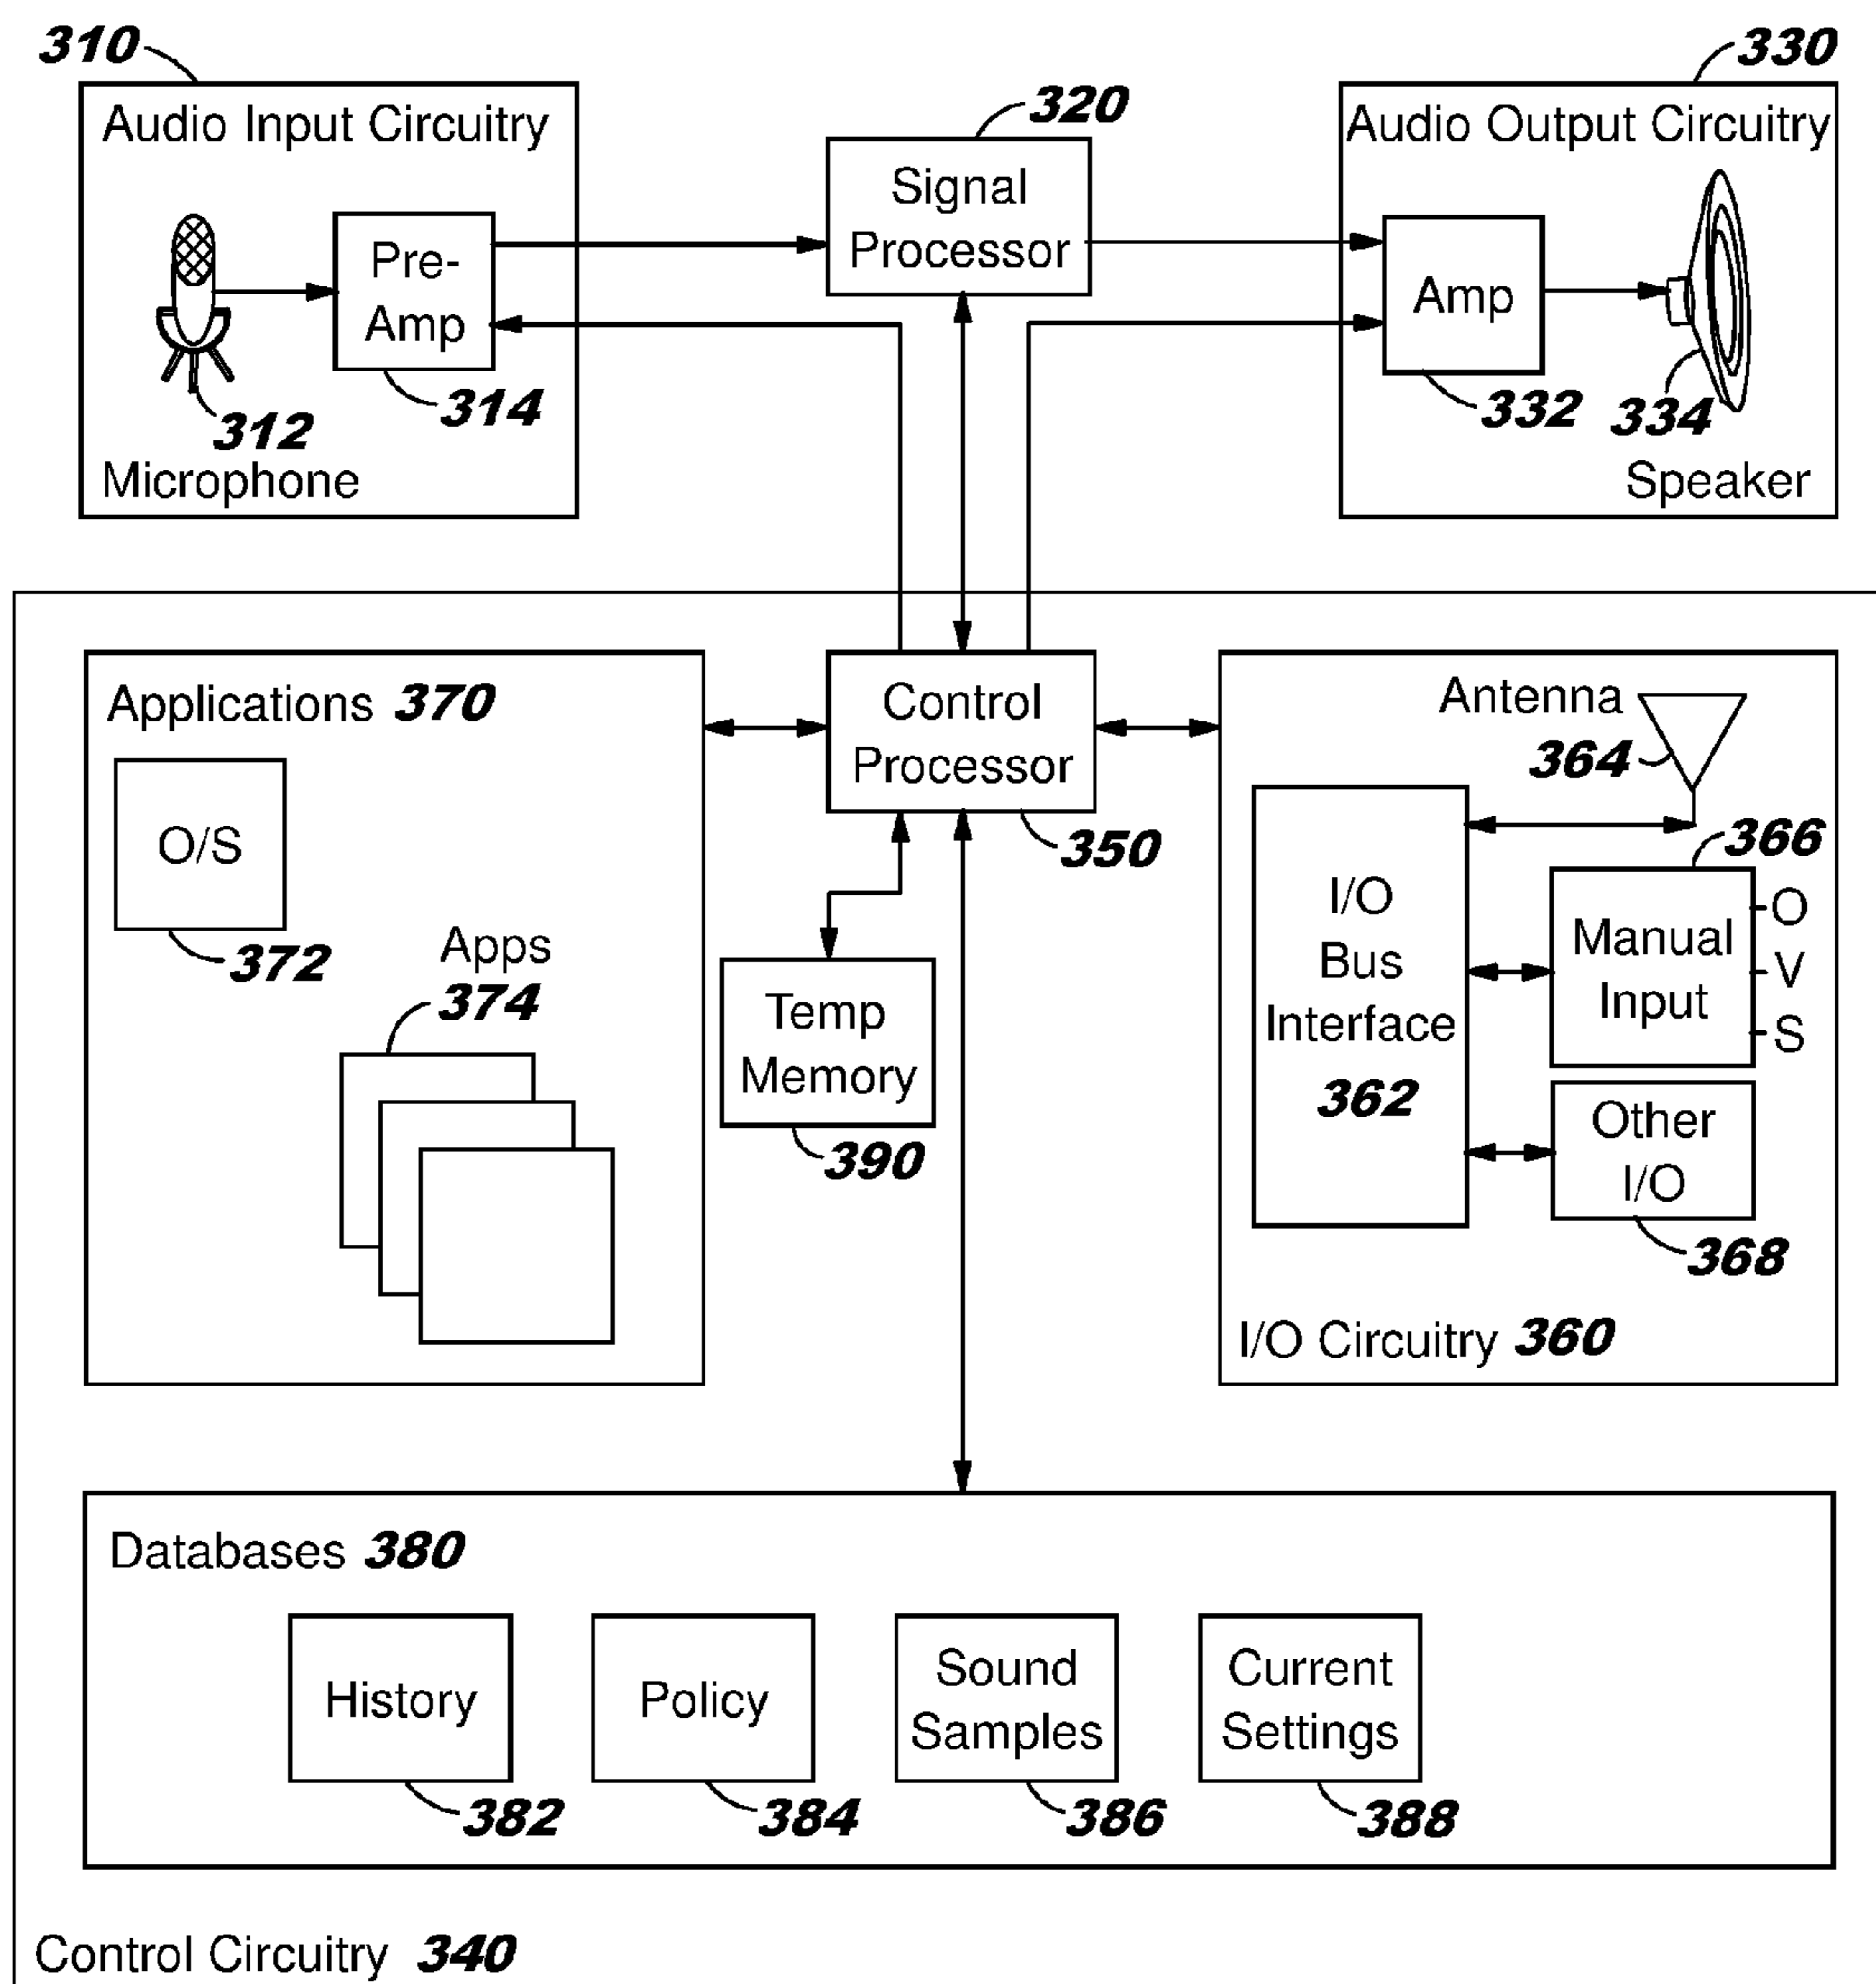 310
Audio Input Circuitry
Pre-
Amp
312
314
Microphone
320
Signal
Processor
330
Audio Output Circuitry
Amp
332
334
Speaker
Applications 370
O/S
372
Apps
374
Control
Processor
350
Temp
Memory
390
Antenna
364
I/O
Bus
Interface
362
366
Manual
Input
O
V
S
Other
I/O
368
I/O Circuitry 360
Databases 380
History
382
Policy
384
Sound
Samples
386
Current
Settings
388
Control Circuitry 340